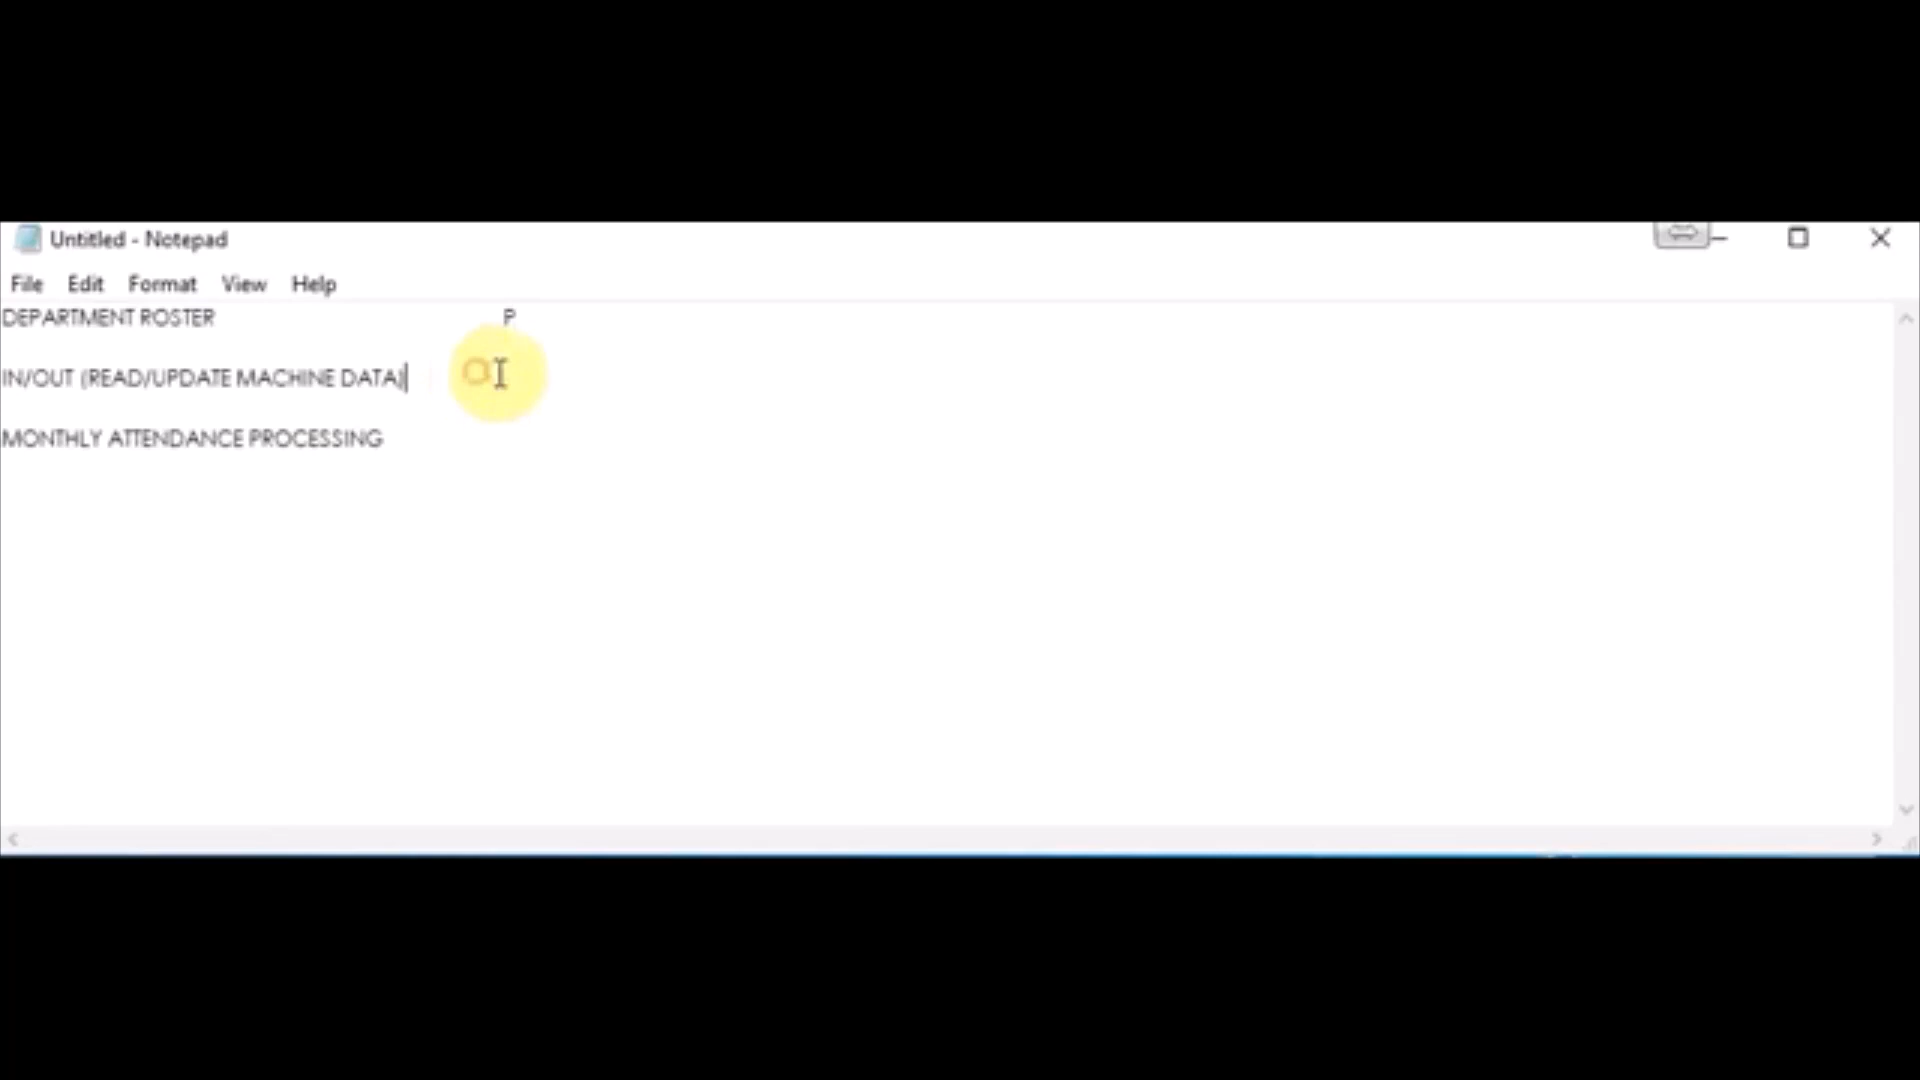 Untitled - Notepad
File Edit Format View Help
DEPARTMENT ROSTER P
IN/OUT (READ/UPDATE MACHINE DATA)
MONTHLY ATTENDANCE PROCESSING